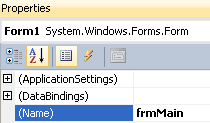 Properties
Form1 System.Windows.Forms.Form
(ApplicationSettings)
(DataBindings)
(Name) frmMain